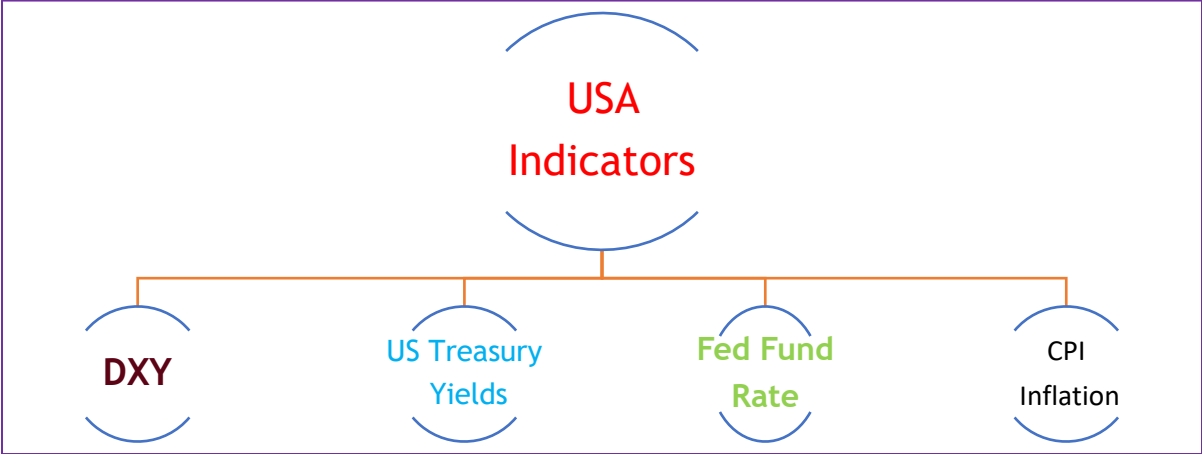 USA
Indicators
DXY
US Treasury
Yields
Fed Fund
Rate
CPI
Inflation